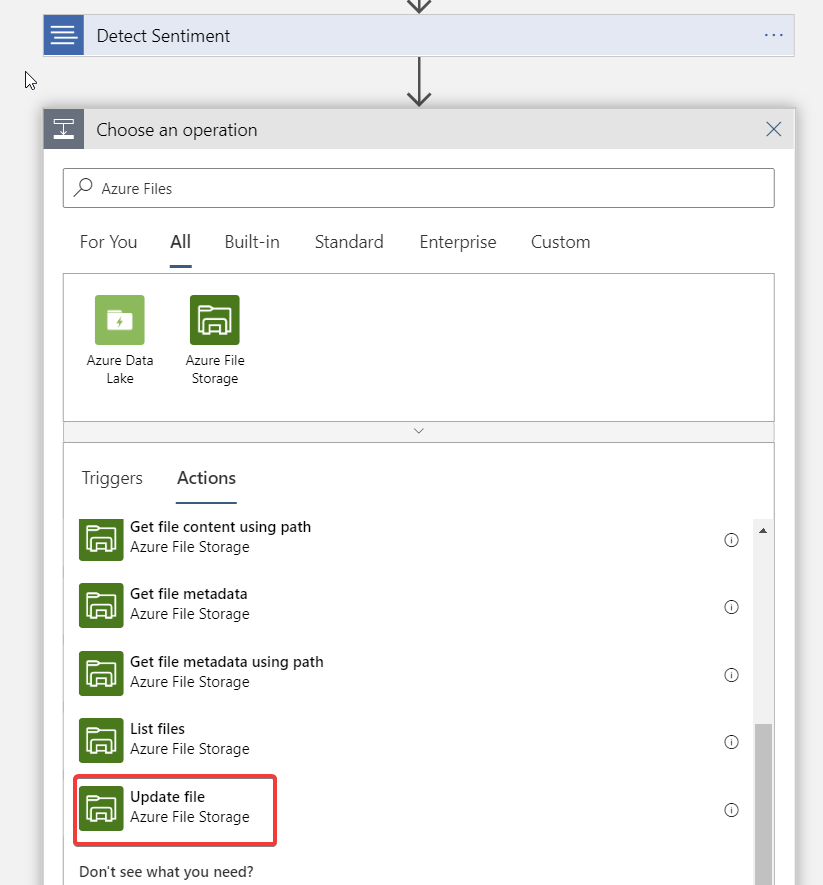 Detect Sentiment
Choose an operation
Azure Files
For You All Built-in Standard Enterprise Custom
Azure Data
Lake
Azure File
Storage
Triggers Actions
Get file content using path
Azure File Storage
Get file metadata
Azure File Storage
Get file metadata using path
Azure File Storage
List files
Azure File Storage
Update file
Azure File Storage
Don't see what you need?